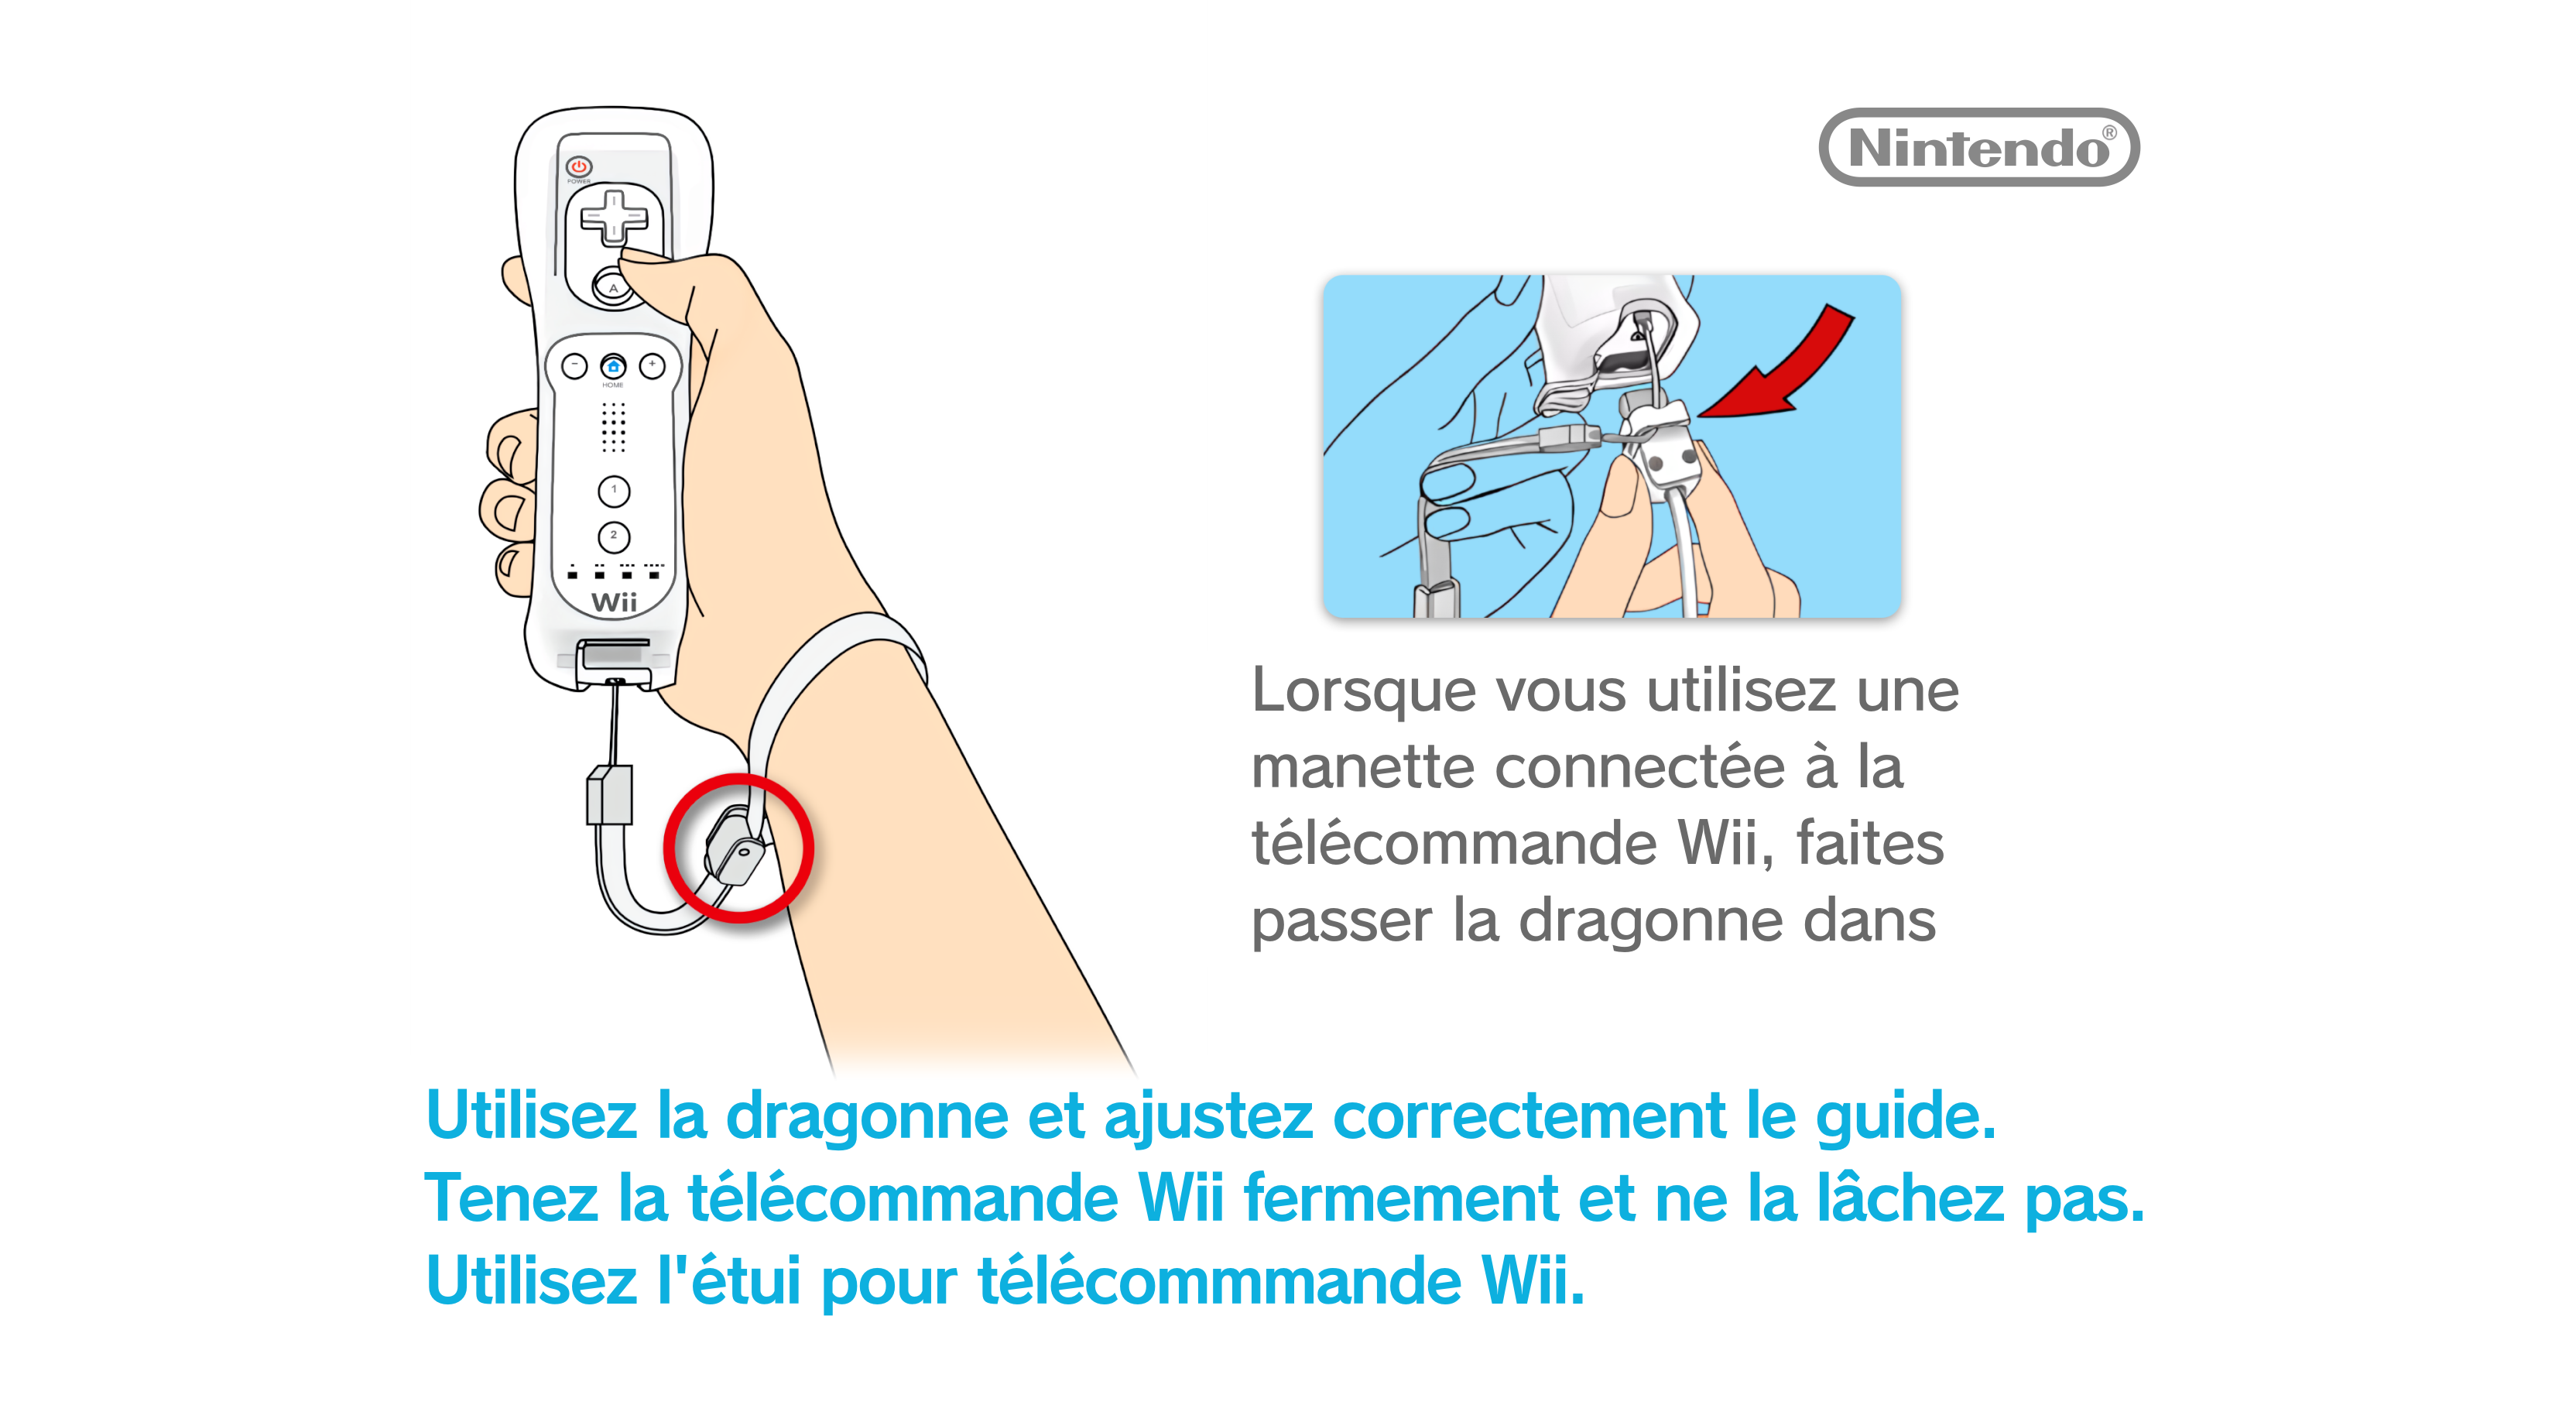 Nintendo®
POWER
A
- HOME +
1
2
Wii
Lorsque vous utilisez une
manette connectée à la
télécommande Wii, faites
passer la dragonne dans
Utilisez la dragonne et ajustez correctement le guide.
Tenez la télécommande Wii fermement et ne la lâchez pas.
Utilisez l'étui pour télécommmande Wii.